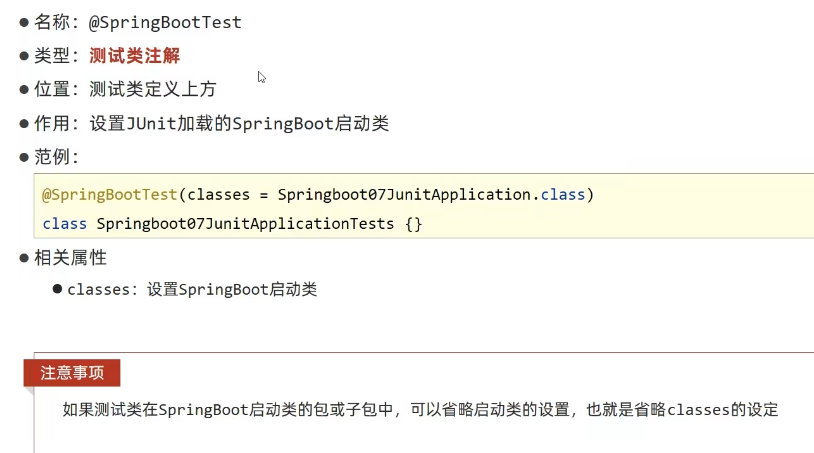 ● 名称：@SpringBootTest
● 类型：测试类注解
● 位置：测试类定义上方
● 作用：设置JUnit加载的SpringBoot启动类
● 范例：
@SpringBootTest(classes = Springboot07JunitApplication.class)
class Springboot07JunitApplicationTests {}
● 相关属性
● classes：设置SpringBoot启动类
注意事项
如果测试类在SpringBoot启动类的包或子包中，可以省略启动类的设置，也就是省略classes的设定